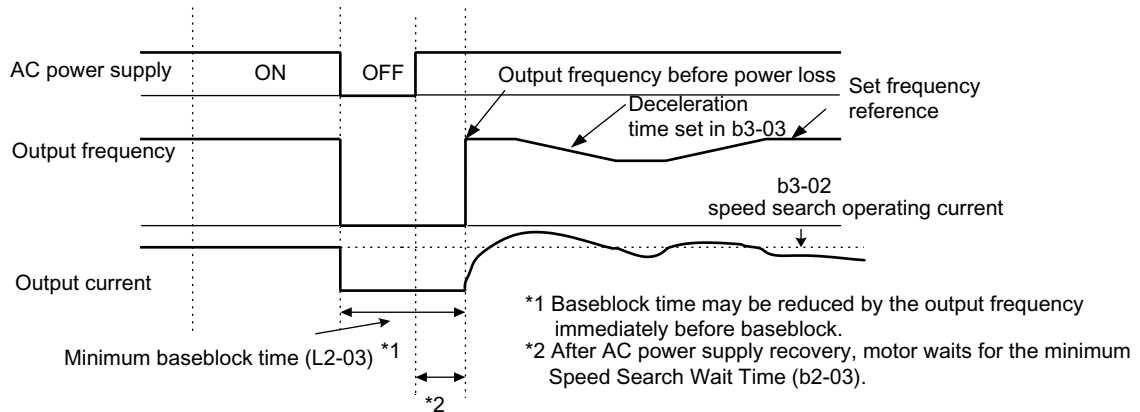 AC power supply
ON
OFF
Output frequency before power loss
Deceleration
time set in b3-03
Set frequency
reference
Output frequency
b3-02
speed search operating current
Output current
*1 Baseblock time may be reduced by the output frequency
immediately before baseblock.
Minimum baseblock time (L2-03) *1
*2 After AC power supply recovery, motor waits for the minimum
Speed Search Wait Time (b2-03).
*2